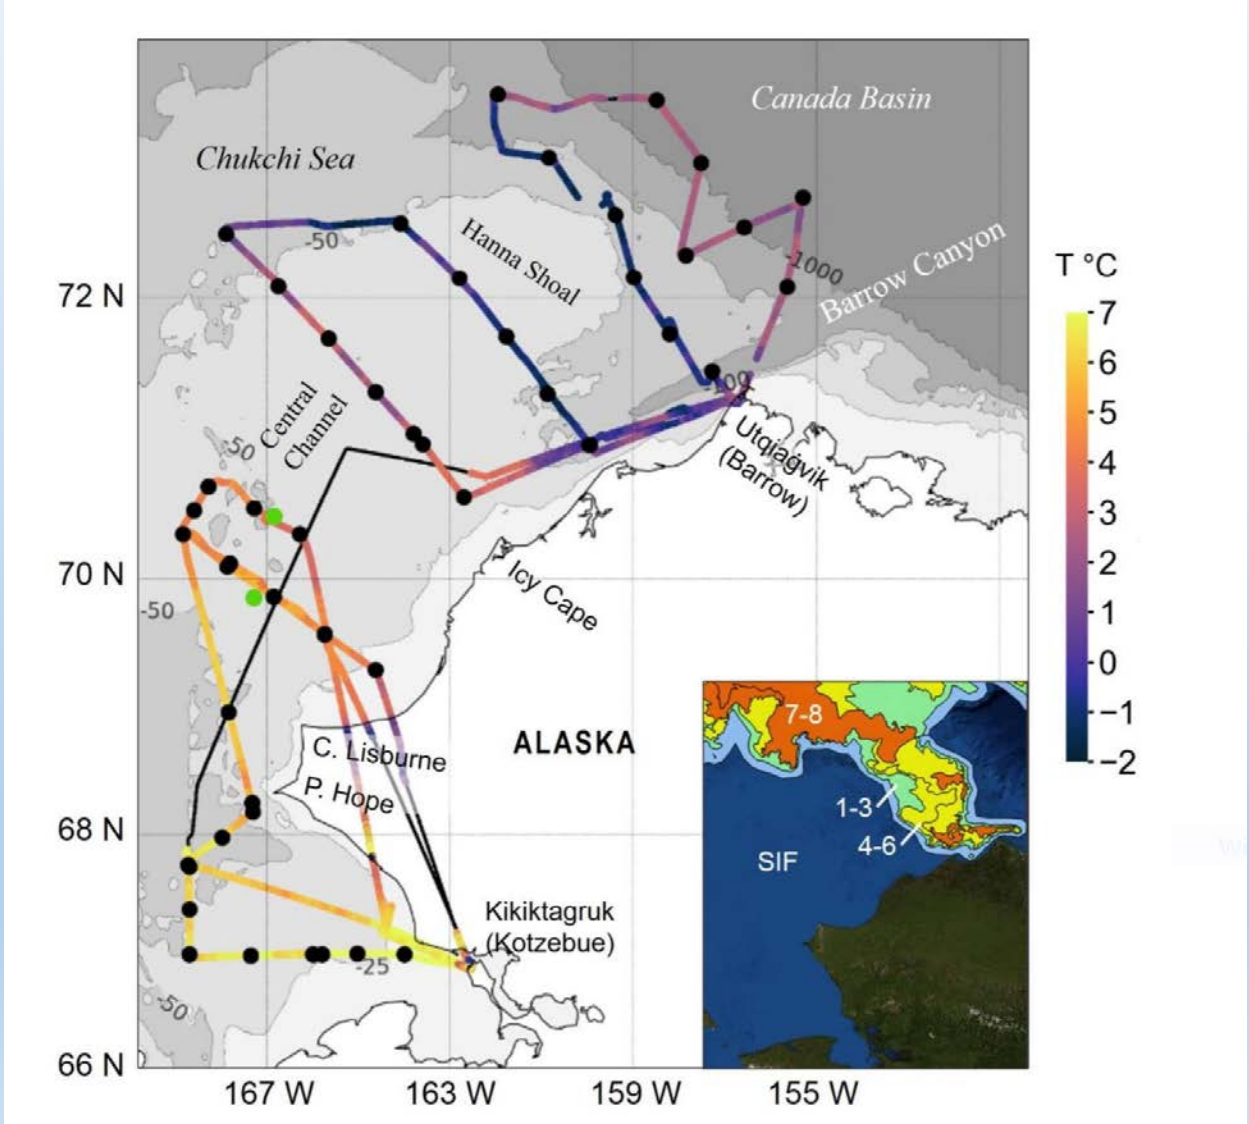 Canada Basin
Chukchi Sea
-50
Hanna Shoal
-1000
Barrow Canyon
T °C
72 N
7
6
5
4
3
2
1
0
−1
−2
-100
Central
Channel
-50
Utqiaġvik
(Barrow)
70 N
Icy Cape
-50
ALASKA
C. Lisburne
P. Hope
7-8
1-3
4-6
SIF
68 N
Kikiktagruk
(Kotzebue)
-25
-50
66 N
167 W
163 W
159 W
155 W